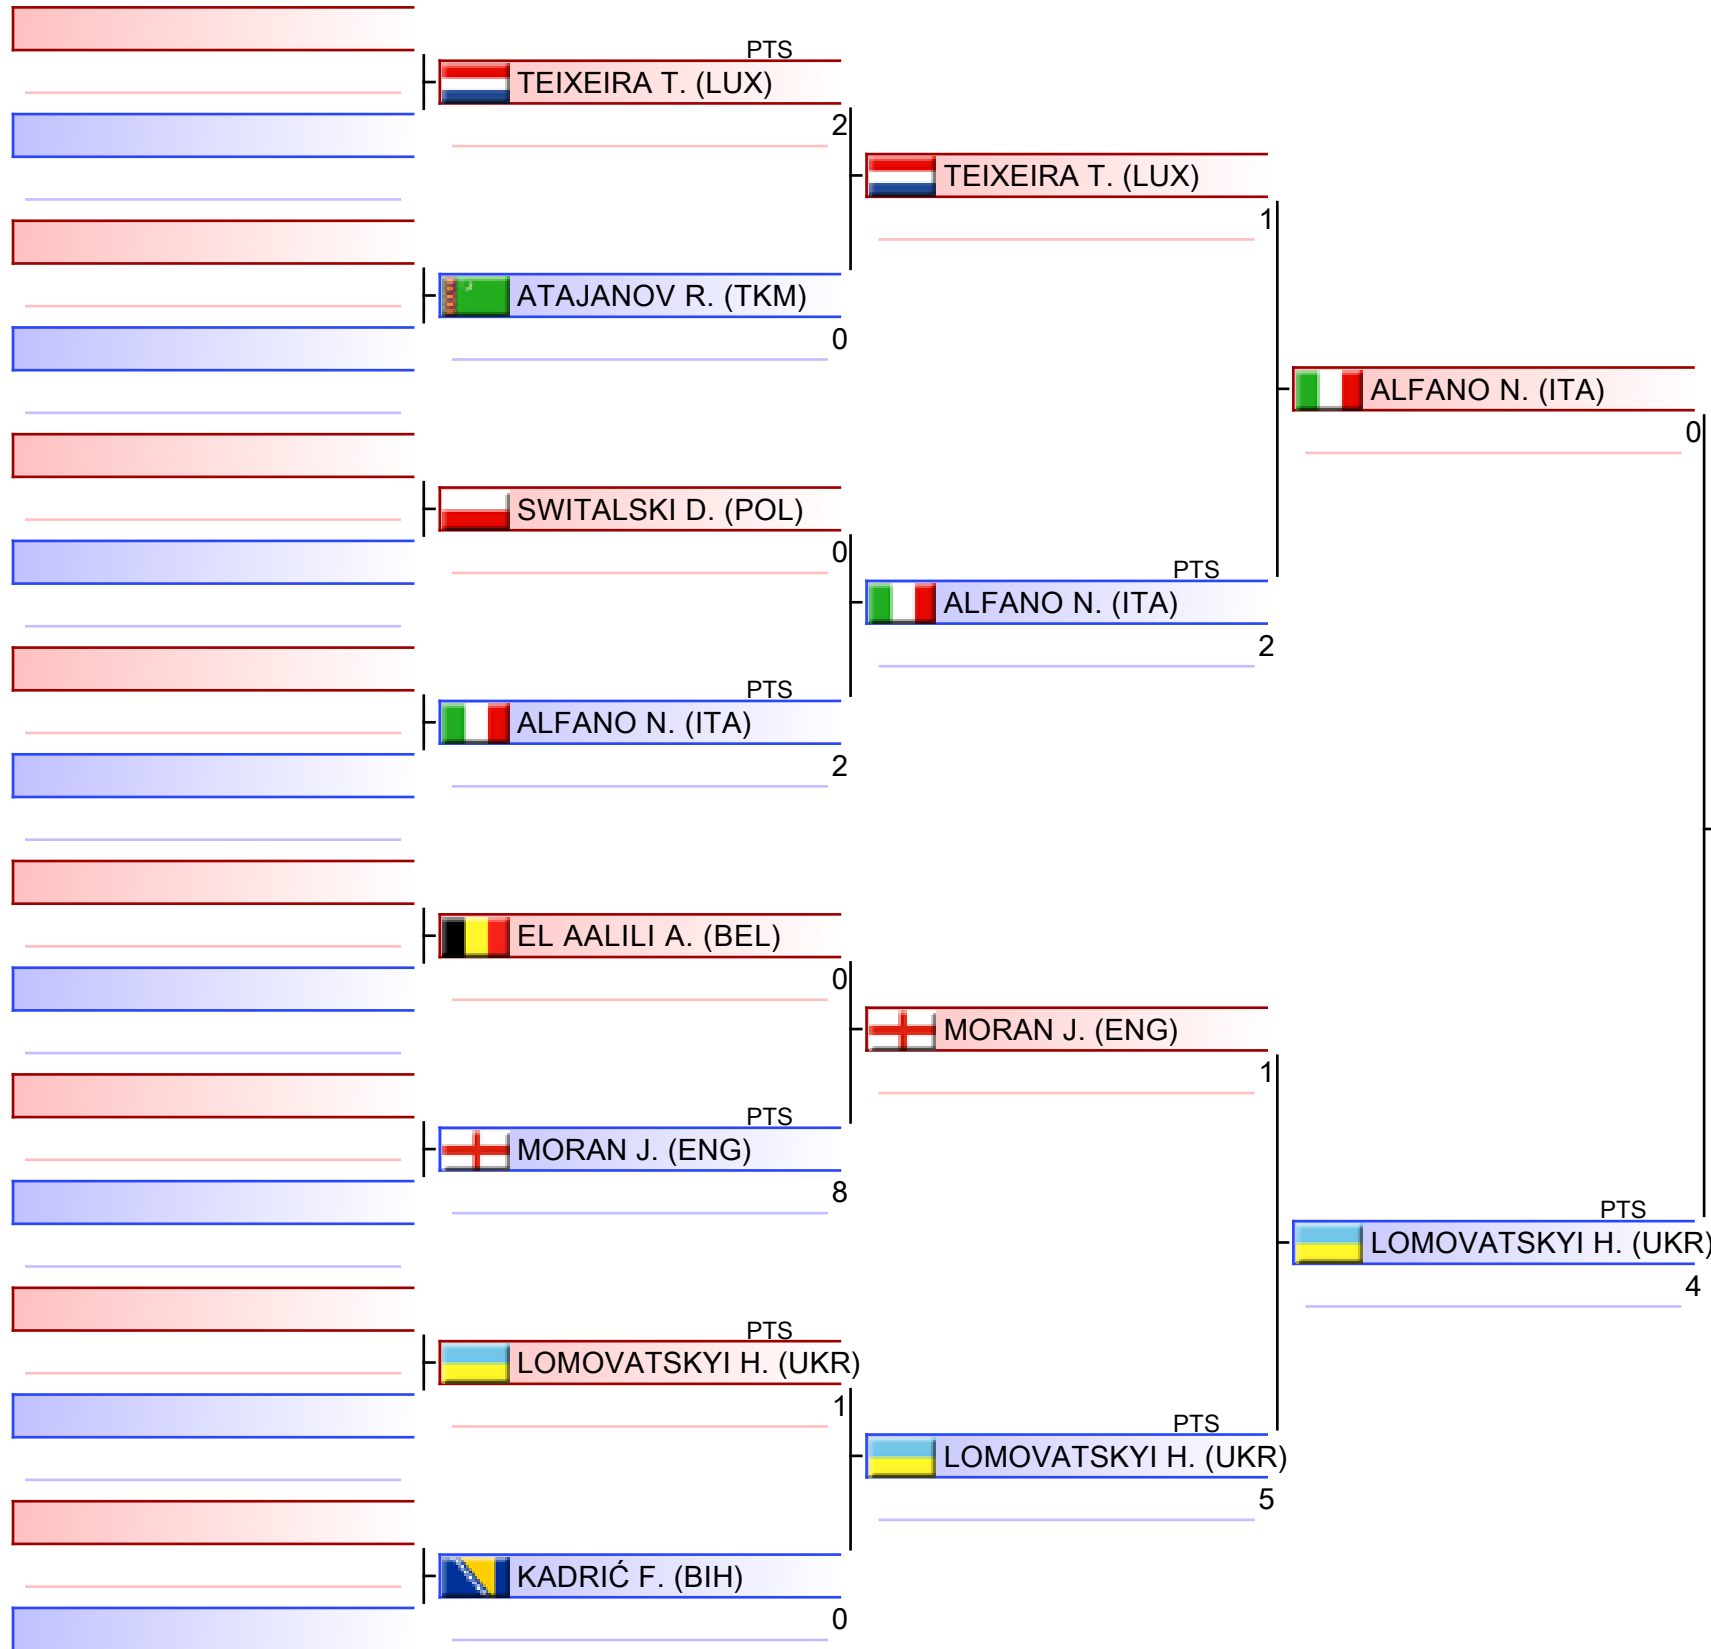 PTS
TEIXEIRA T. (LUX)
2
TEIXEIRA T. (LUX)
1
ATAJANOV R. (TKM)
0
ALFANO N. (ITA)
0
SWITALSKI D. (POL)
0
PTS
ALFANO N. (ITA)
2
PTS
ALFANO N. (ITA)
2
EL AALILI A. (BEL)
0
MORAN J. (ENG)
1
PTS
MORAN J. (ENG)
8
PTS
LOMOVATSKYI H. (UKR)
4
PTS
LOMOVATSKYI H. (UKR)
1
PTS
LOMOVATSKYI H. (UKR)
5
KADRIĆ F. (BIH)
0